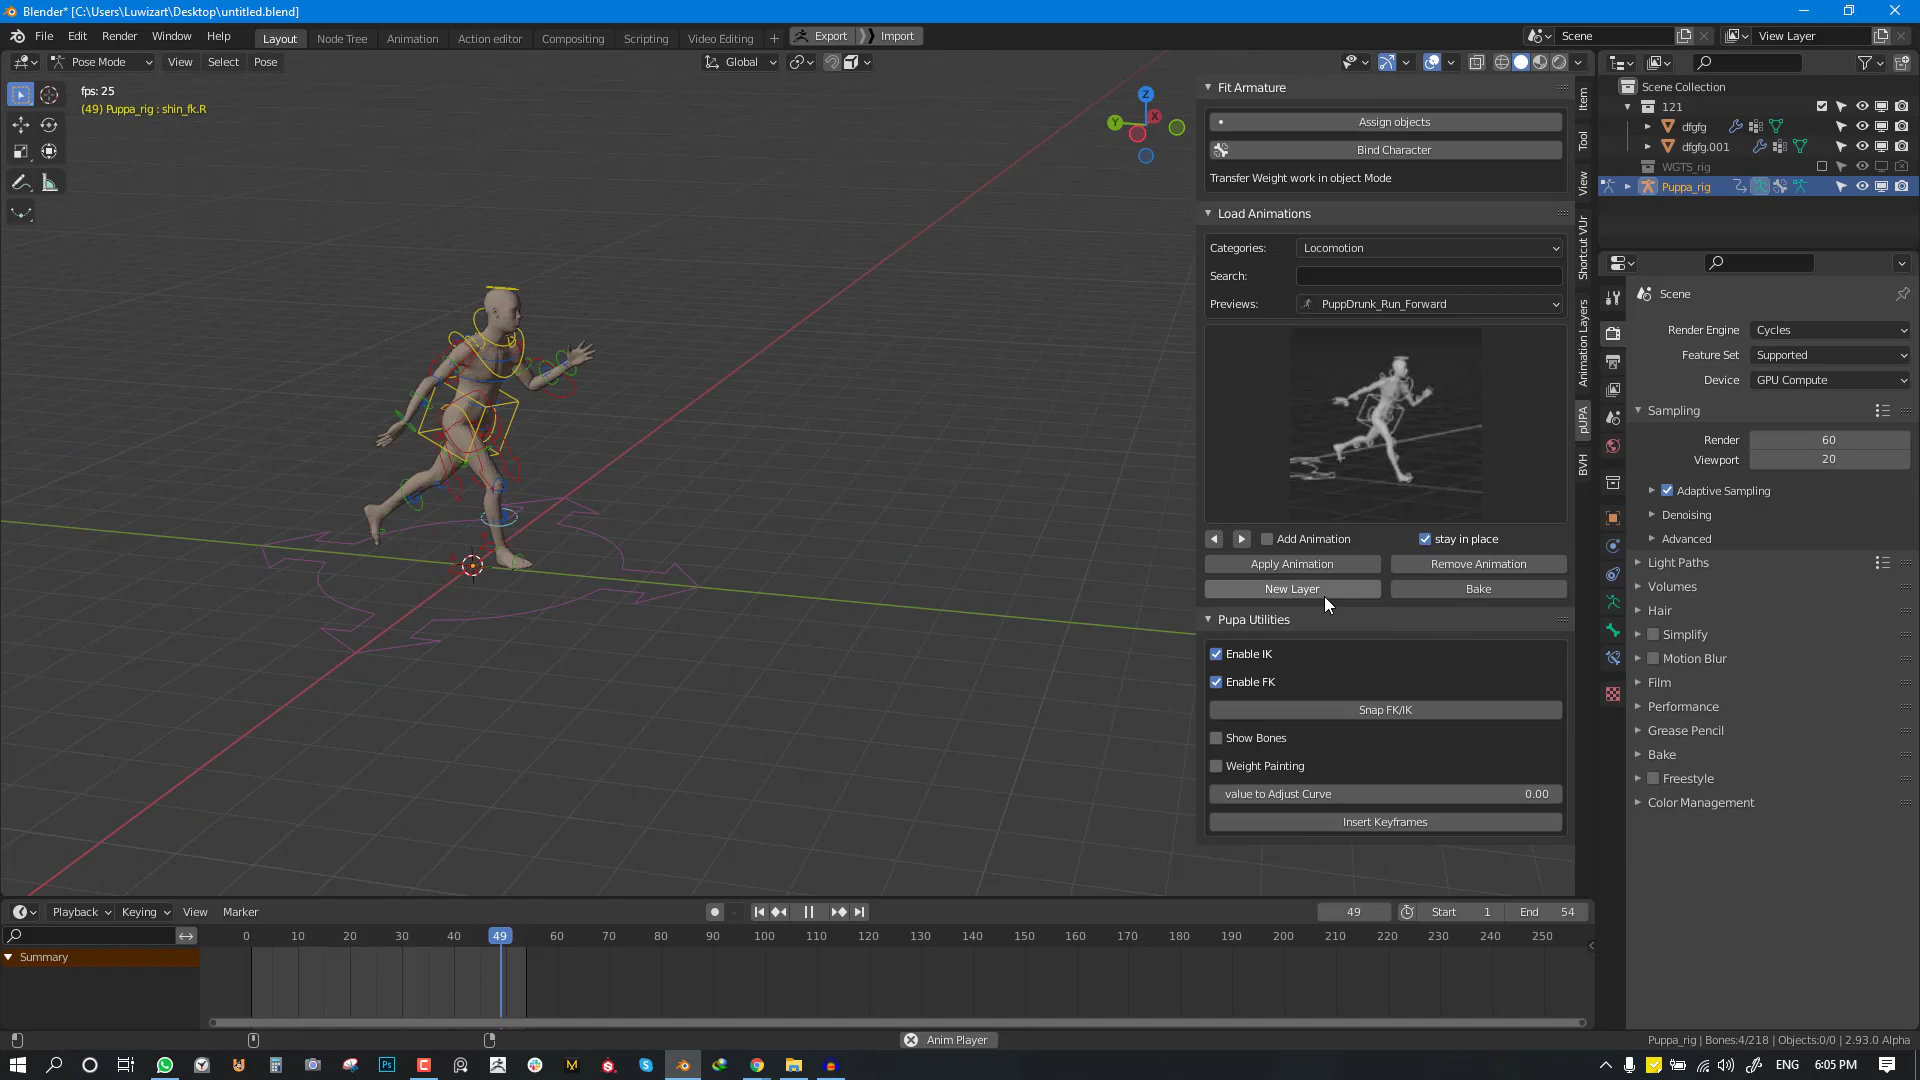 Blender* [C:\Users\Luwizart\Desktop\untitled.blend]
File Edit Render Window Help
Layout Node Tree Animation Action editor Compositing Scripting Shading Video Editing + Export Import
Scene
View Layer
Pose Mode View Select Pose
Global
fps: 25
(49) Puppa_rig : shin_fk.R
Z
X
Y
Fit Armature
Assign objects
Bind Character
Transfer Weight work in object Mode
Load Animations
Categories: Locomotion
Search:
Previews: PuppDrunk_Run_Forward
Add Animation stay in place
Apply Animation Remove Animation
New Layer Bake
Pupa Utilities
Enable IK
Enable FK
Snap FK/IK
Show Bones
Weight Painting
value to Adjust Curve 0.00
Insert Keyframes
Item
Tool
View
Shortcut VUr
Animation Layers
pUPA
BVH
Scene Collection
121
dfgfg
dfgfg.001
WGTS_rig
Puppa_rig
Scene
Render Engine Cycles
Feature Set Supported
Device GPU Compute
Sampling
Render 60
Viewport 20
Adaptive Sampling
Denoising
Advanced
Light Paths
Volumes
Hair
Simplify
Motion Blur
Film
Performance
Grease Pencil
Bake
Freestyle
Color Management
Playback Keying View Marker
49 Start 1 End 54
0 10 20 30 40 49 60 70 80 90 100 110 120 130 140 150 160 170 180 190 200 210 220 230 240 250
Summary
Anim Player
Puppa_rig | Bones:4/218 | Objects:0/0 | 2.93.0 Alpha
ENG 6:05 PM